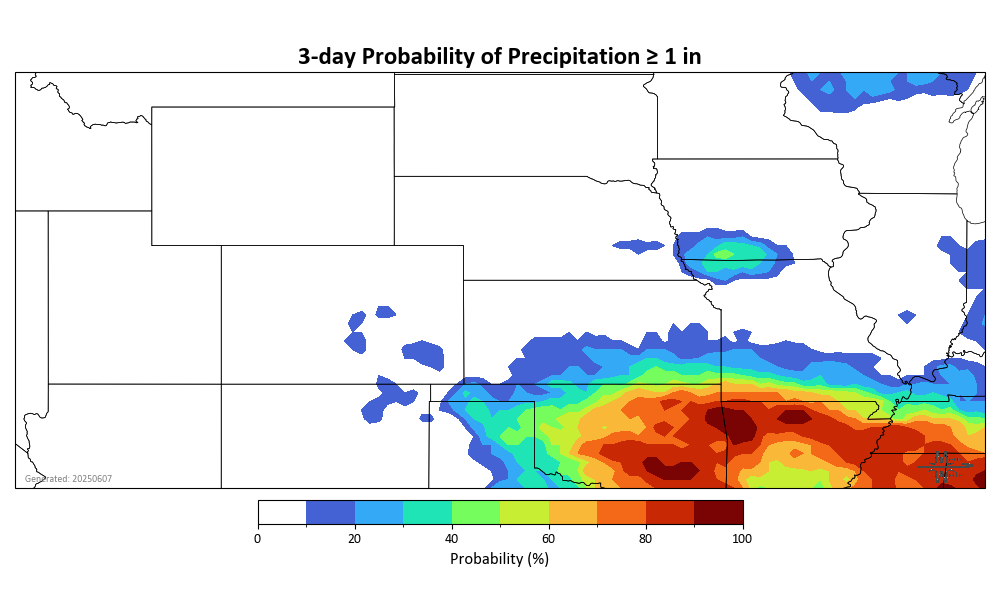 3-day Probability of Precipitation ≥ 1 in
Generated: 20250607
0 20 40 60 80 100
Probability (%)